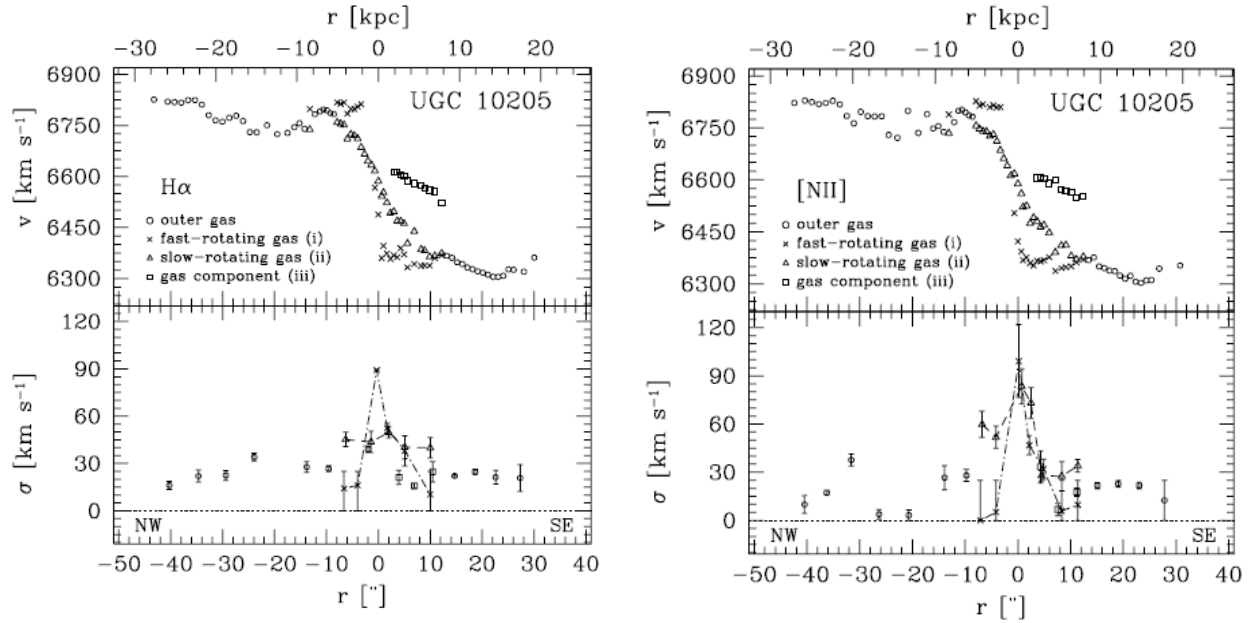 r [kpc]
−30 −20 −10 0 10 20
6900
6750
6600
6450
6300
v [km s⁻¹]
UGC 10205
Hα
outer gas
fast−rotating gas (i)
slow−rotating gas (ii)
gas component (iii)
120
90
60
30
0
σ [km s⁻¹]
NW
SE
−50 −40 −30 −20 −10 0 10 20 30 40
r ["]
r [kpc]
−30 −20 −10 0 10 20
6900
6750
6600
6450
6300
v [km s⁻¹]
UGC 10205
[NII]
outer gas
fast−rotating gas (i)
slow−rotating gas (ii)
gas component (iii)
120
90
60
30
0
σ [km s⁻¹]
NW
SE
−50 −40 −30 −20 −10 0 10 20 30 40
r ["]